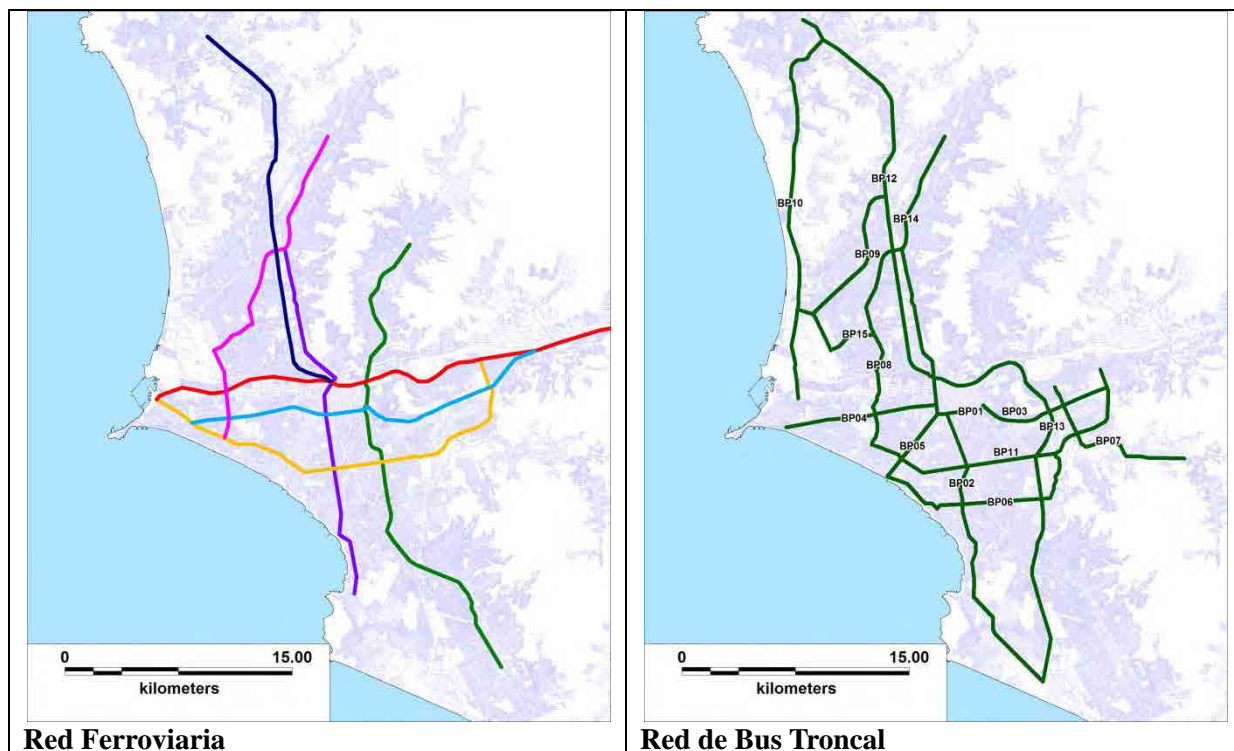 0 15.00
kilometers
Red Ferroviaria
BP12
BP10
BP14
BP09
BP15
BP08
BP04
BP01
BP03
BP13
BP05
BP07
BP11
BP02
BP06
0 15.00
kilometers
Red de Bus Troncal